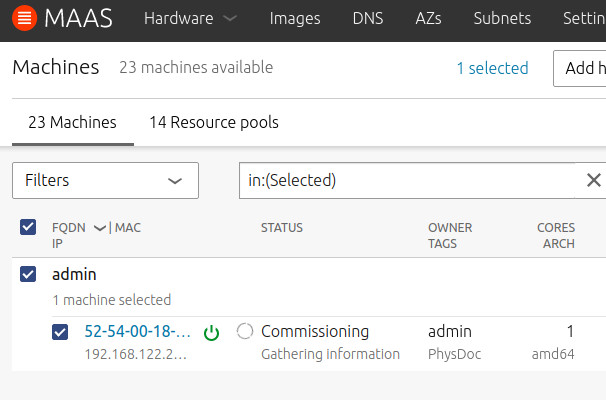 MAAS Hardware Images DNS AZs Subnets
Machines 23 machines available 1 selected Add
23 Machines 14 Resource pools
Filters in:(Selected)
FQDN | MAC STATUS OWNER CORES
IP TAGS ARCH
admin
1 machine selected
52-54-00-18-... Commissioning admin 1
192.168.122.2... Gathering information PhysDoc amd64